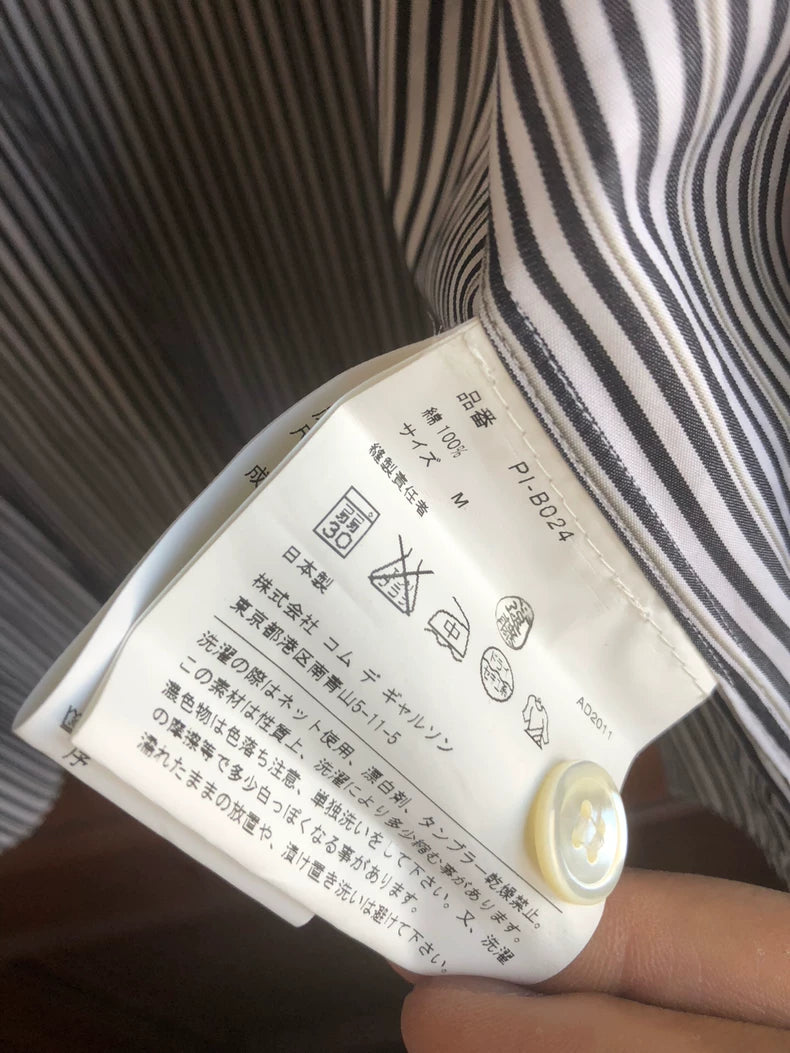 品番 PI-B024
綿 100%
サイズ M
縫製責任者
弱
30
中
AD2011
日本製
株式会社 コム デ ギャルソン
東京都港区南青山5-11-5
洗濯の際はネット使用、漂白剤、タンブラー乾燥禁止。
この素材は性質上、洗濯により多少縮む事があります。
濃色物は色落ち注意、単独洗いをして下さい。又、洗濯
の摩擦等で多少白っぽくなる事があります。
濡れたままの放置や、漬け置き洗いは避けて下さい。
成